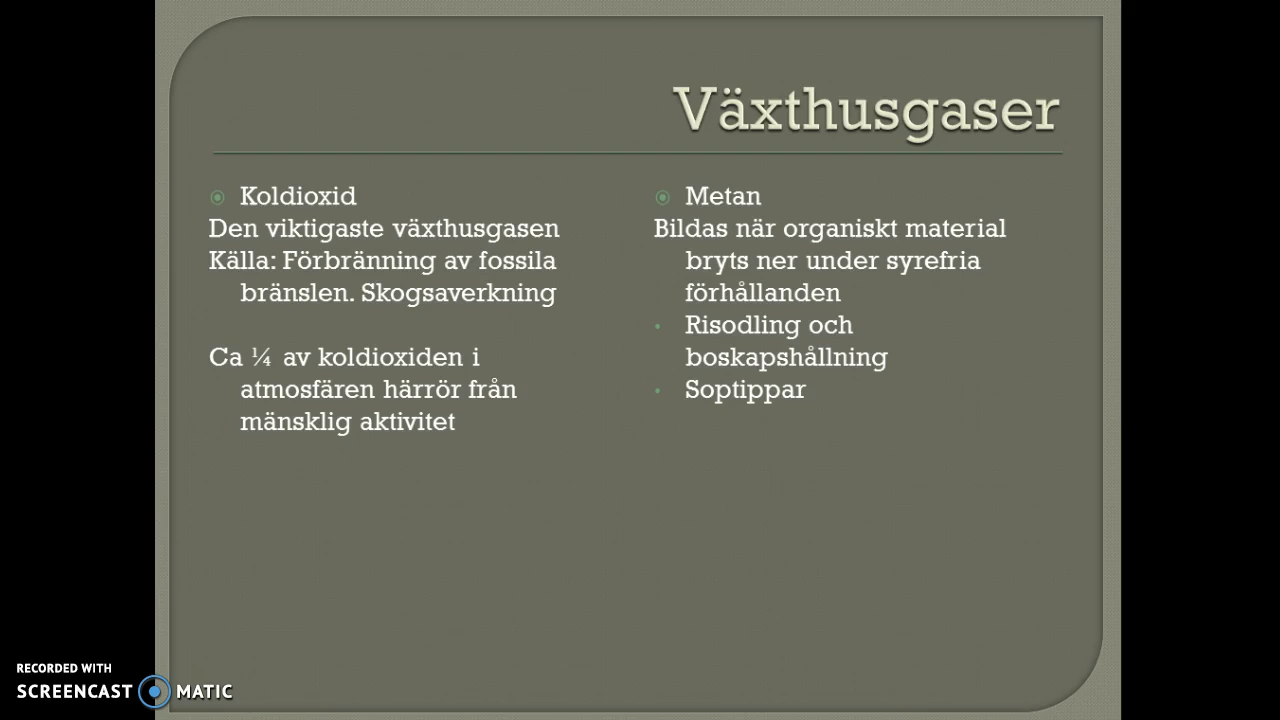 Växthusgaser
Koldioxid
Den viktigaste växthusgasen
Källa: Förbränning av fossila
bränslen. Skogsaverkning
Ca ¼ av koldioxiden i
atmosfären härrör från
mänsklig aktivitet
Metan
Bildas när organiskt material
bryts ner under syrefria
förhållanden
Risodling och
boskapshållning
Soptippar
RECORDED WITH
SCREENCAST MATIC